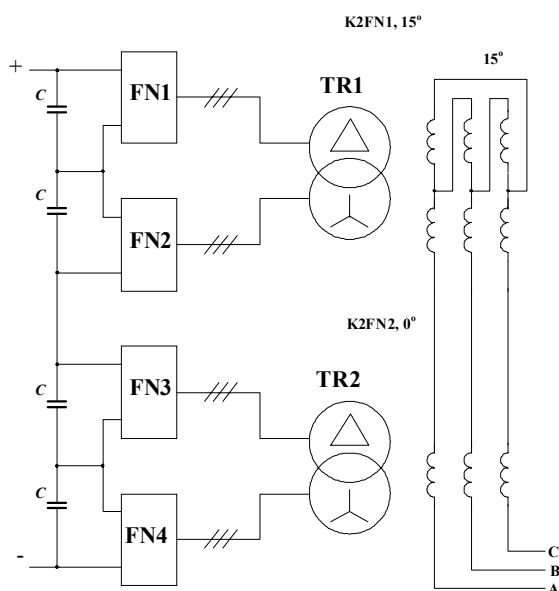 K2FN1, 15°
15°
+
C
FN1
TR1
C
FN2
K2FN2, 0°
TR2
C
FN3
C
FN4
-
C
B
A